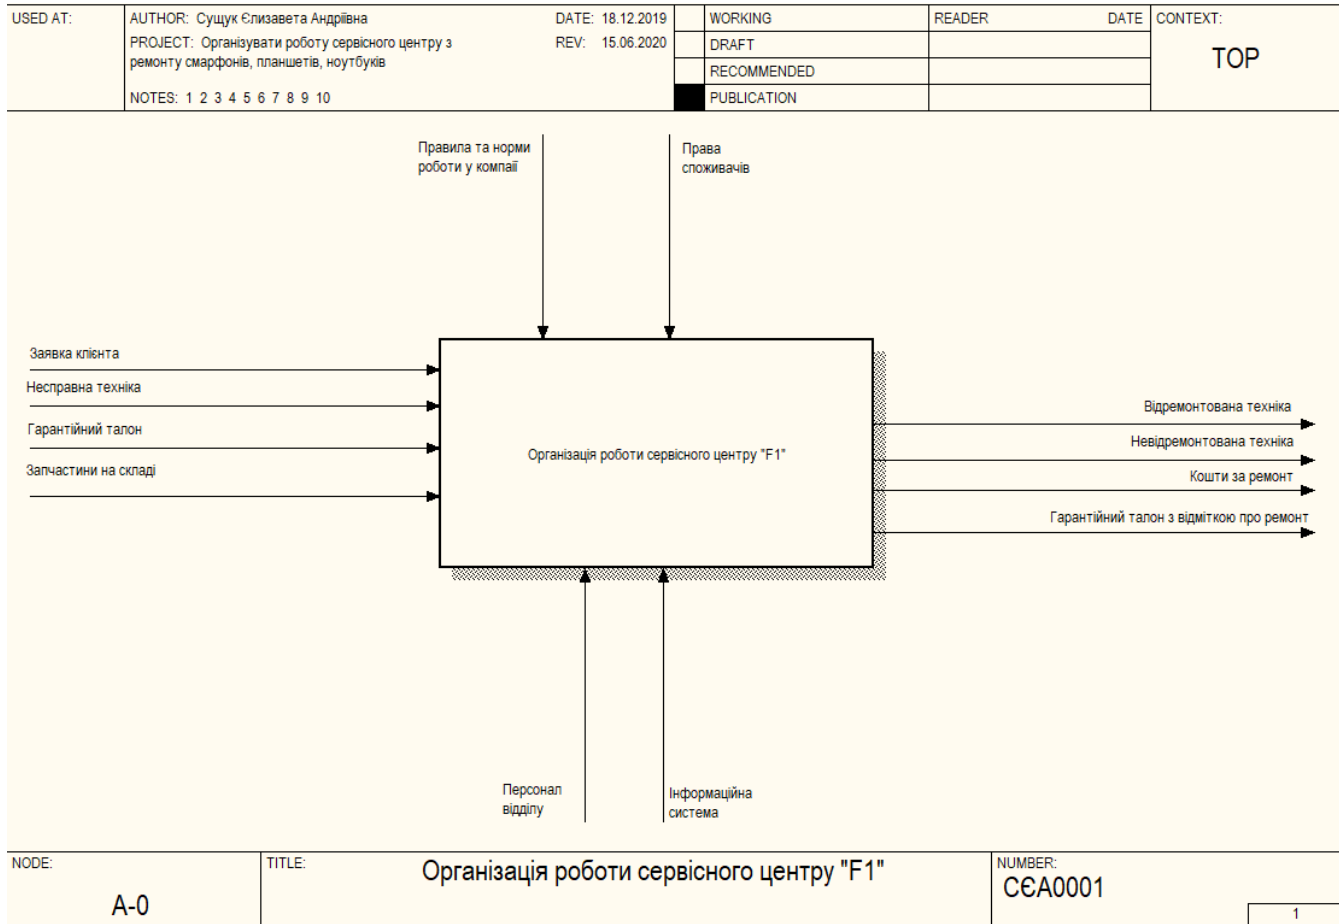 USED AT:
AUTHOR: Сущук Єлизавета Андріївна
DATE: 18.12.2019
PROJECT: Організувати роботу сервісного центру з
ремонту смарфонів, планшетів, ноутбуків
REV: 15.06.2020
NOTES: 1 2 3 4 5 6 7 8 9 10
WORKING
DRAFT
RECOMMENDED
PUBLICATION
READER
DATE
CONTEXT:
TOP
Правила та норми
роботи у компаії
Права
споживачів
Заявка клієнта
Несправна техніка
Гарантійний талон
Запчастини на складі
Організація роботи сервісного центру "F1"
Відремонтована техніка
Невідремонтована техніка
Кошти за ремонт
Гарантійний талон з відміткою про ремонт
Персонал
відділу
Інформаційна
система
NODE:
A-0
TITLE:
Організація роботи сервісного центру "F1"
NUMBER:
СЄА0001
1